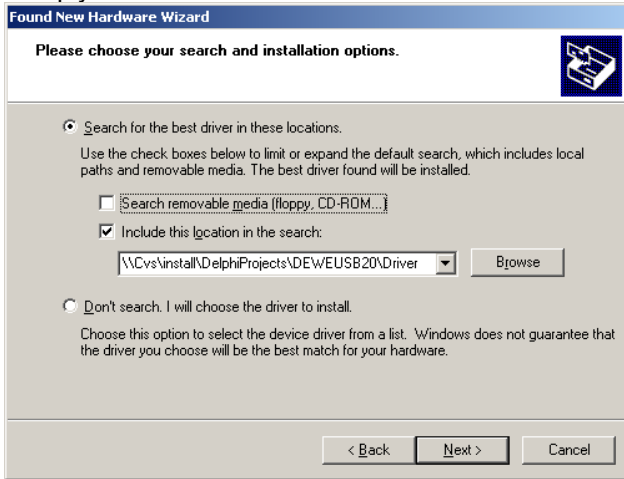 Found New Hardware Wizard
Please choose your search and installation options.
Search for the best driver in these locations.
Use the check boxes below to limit or expand the default search, which includes local
paths and removable media. The best driver found will be installed.
Search removable media (floppy, CD-ROM...)
Include this location in the search:
\\Cvs\install\DelphiProjects\DEWEUSB20\Driver
Browse
Don't search. I will choose the driver to install.
Choose this option to select the device driver from a list. Windows does not guarantee that
the driver you choose will be the best match for your hardware.
< Back
Next >
Cancel